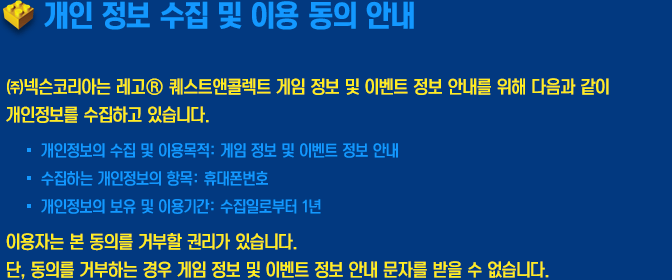 개인 정보 수집 및 이용 동의 안내
㈜넥슨코리아는 레고Ⓡ 퀘스트앤콜렉트 게임 정보 및 이벤트 정보 안내를 위해 다음과 같이
개인정보를 수집하고 있습니다.
▪ 개인정보의 수집 및 이용목적: 게임 정보 및 이벤트 정보 안내
▪ 수집하는 개인정보의 항목: 휴대폰번호
▪ 개인정보의 보유 및 이용기간: 수집일로부터 1년
이용자는 본 동의를 거부할 권리가 있습니다.
단, 동의를 거부하는 경우 게임 정보 및 이벤트 정보 안내 문자를 받을 수 없습니다.